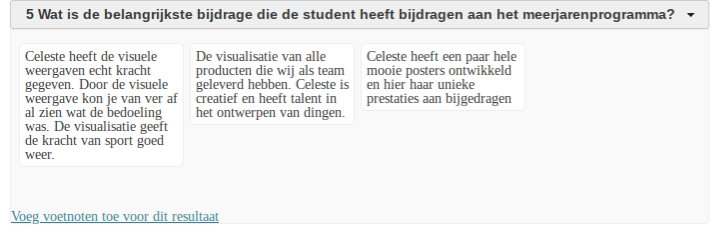 5 Wat is de belangrijkste bijdrage die de student heeft bijdragen aan het meerjarenprogramma?
Celeste heeft de visuele
weergaven echt kracht
gegeven. Door de visuele
weergave kon je van ver af
al zien wat de bedoeling
was. De visualisatie geeft
de kracht van sport goed
weer.
De visualisatie van alle
producten die wij als team
geleverd hebben. Celeste is
creatief en heeft talent in
het ontwerpen van dingen.
Celeste heeft een paar hele
mooie posters ontwikkeld
en hier haar unieke
prestaties aan bijgedragen
Voeg voetnoten toe voor dit resultaat